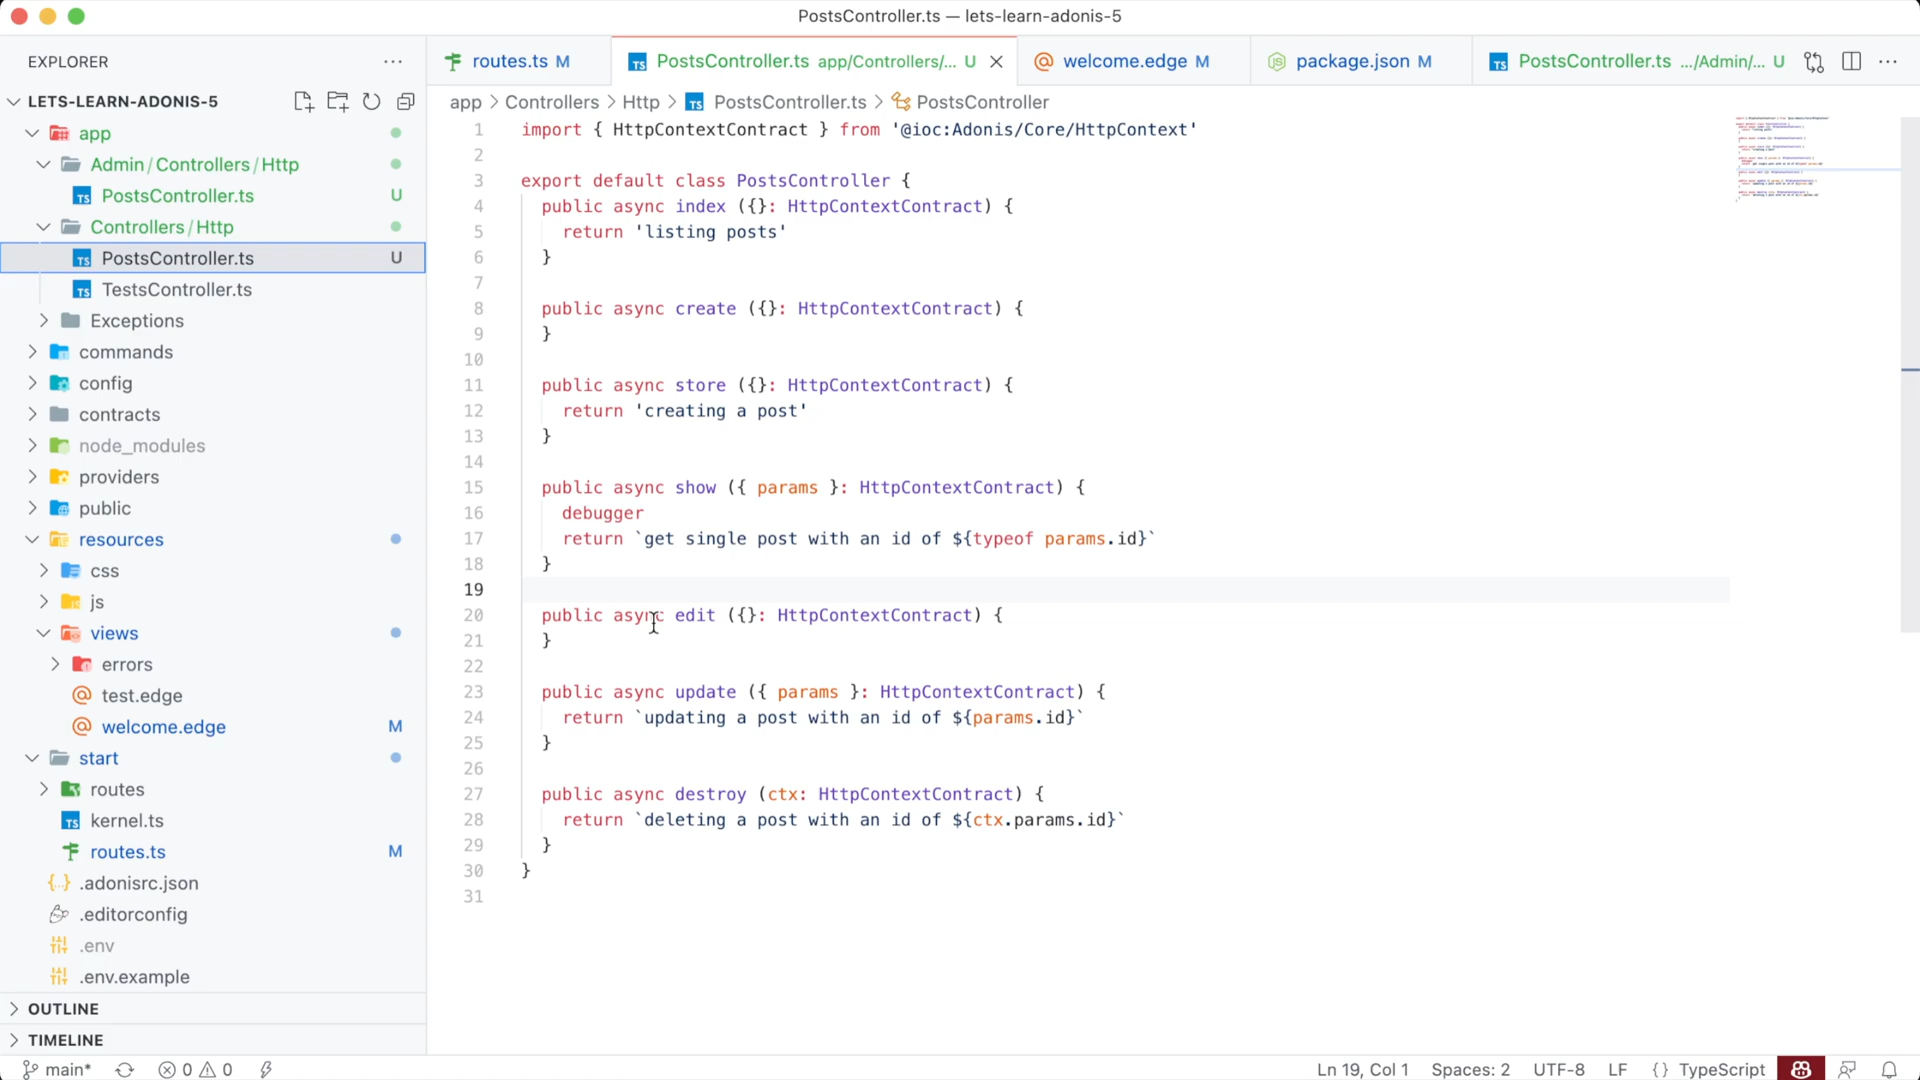 PostsController.ts — lets-learn-adonis-5
EXPLORER
routes.ts M
PostsController.ts app/Controllers/... U
welcome.edge M
package.json M
PostsController.ts .../Admin/... U
LETS-LEARN-ADONIS-5
app > Controllers > Http > TS PostsController.ts > PostsController
app
Admin/Controllers/Http
TS PostsController.ts U
Controllers/Http
TS PostsController.ts U
TS TestsController.ts
Exceptions
commands
config
contracts
node_modules
providers
public
resources
css
js
views
errors
test.edge
welcome.edge M
start
routes
TS kernel.ts
routes.ts M
.adonisrc.json
.editorconfig
.env
.env.example
OUTLINE
TIMELINE
1 import { HttpContextContract } from '@ioc:Adonis/Core/HttpContext'
2
3 export default class PostsController {
4 public async index ({}: HttpContextContract) {
5 return 'listing posts'
6 }
7
8 public async create ({}: HttpContextContract) {
9 }
10
11 public async store ({}: HttpContextContract) {
12 return 'creating a post'
13 }
14
15 public async show ({ params }: HttpContextContract) {
16 debugger
17 return `get single post with an id of ${typeof params.id}`
18 }
19
20 public async edit ({}: HttpContextContract) {
21 }
22
23 public async update ({ params }: HttpContextContract) {
24 return `updating a post with an id of ${params.id}`
25 }
26
27 public async destroy (ctx: HttpContextContract) {
28 return `deleting a post with an id of ${ctx.params.id}`
29 }
30 }
31
main* 0 0 Ln 19, Col 1 Spaces: 2 UTF-8 LF {} TypeScript